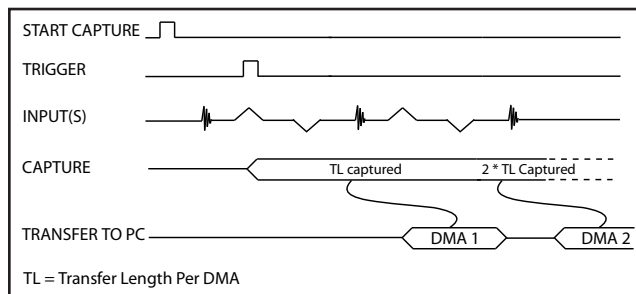 START CAPTURE
TRIGGER
INPUT(S)
CAPTURE
TL captured
2 * TL Captured
TRANSFER TO PC
DMA 1
DMA 2
TL = Transfer Length Per DMA